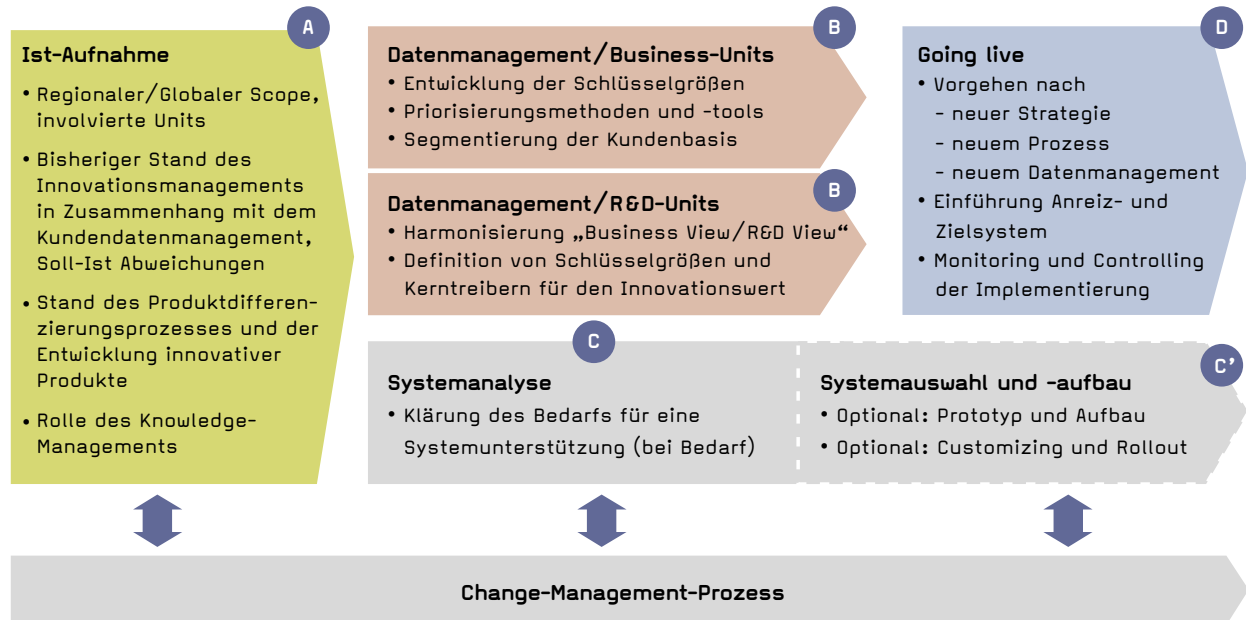 A
Ist-Aufnahme
• Regionaler/Globaler Scope,
involvierte Units
• Bisheriger Stand des
Innovationsmanagements
in Zusammenhang mit dem
Kundendatenmanagement,
Soll-Ist Abweichungen
• Stand des Produktdifferen-
zierungsprozesses und der
Entwicklung innovativer
Produkte
• Rolle des Knowledge-
Managements
B
Datenmanagement/Business-Units
• Entwicklung der Schlüsselgrößen
• Priorisierungsmethoden und -tools
• Segmentierung der Kundenbasis
B
Datenmanagement/R&D-Units
• Harmonisierung „Business View/R&D View“
• Definition von Schlüsselgrößen und
Kerntreibern für den Innovationswert
D
Going live
• Vorgehen nach
- neuer Strategie
- neuem Prozess
- neuem Datenmanagement
• Einführung Anreiz- und
Zielsystem
• Monitoring und Controlling
der Implementierung
C
Systemanalyse
• Klärung des Bedarfs für eine
Systemunterstützung (bei Bedarf)
C’
Systemauswahl und -aufbau
• Optional: Prototyp und Aufbau
• Optional: Customizing und Rollout
Change-Management-Prozess